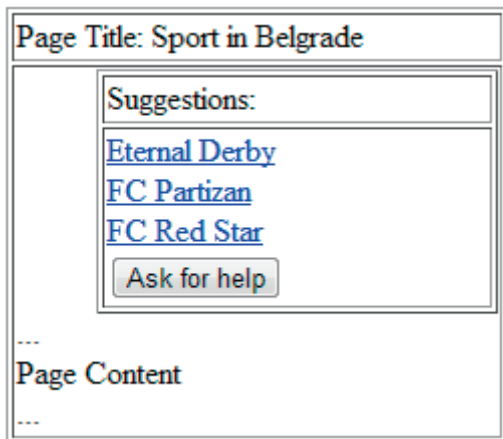 Page Title: Sport in Belgrade
Suggestions:
Eternal Derby
FC Partizan
FC Red Star
Ask for help
---
Page Content
---